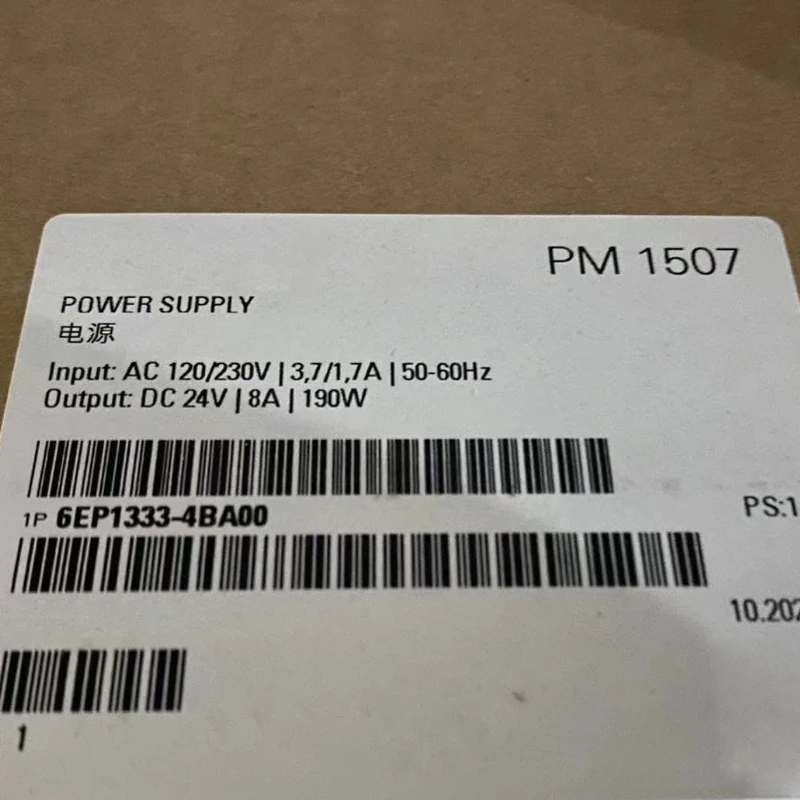 PM 1507
POWER SUPPLY
电源
Input: AC 120/230V | 3,7/1,7A | 50-60Hz
Output: DC 24V | 8A | 190W
1P 6EP1333-4BA00
PS:1
10.202
1